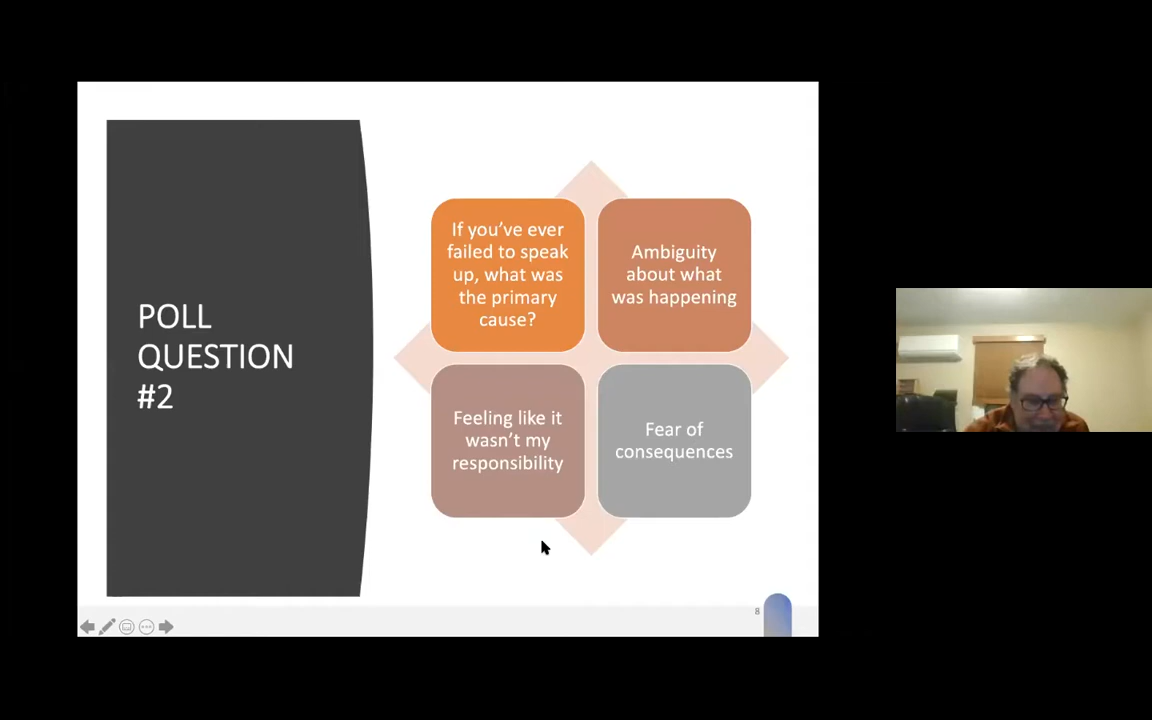 POLL
QUESTION
#2
If you’ve ever
failed to speak
up, what was
the primary
cause?
Ambiguity
about what
was happening
Feeling like it
wasn’t my
responsibility
Fear of
consequences
8